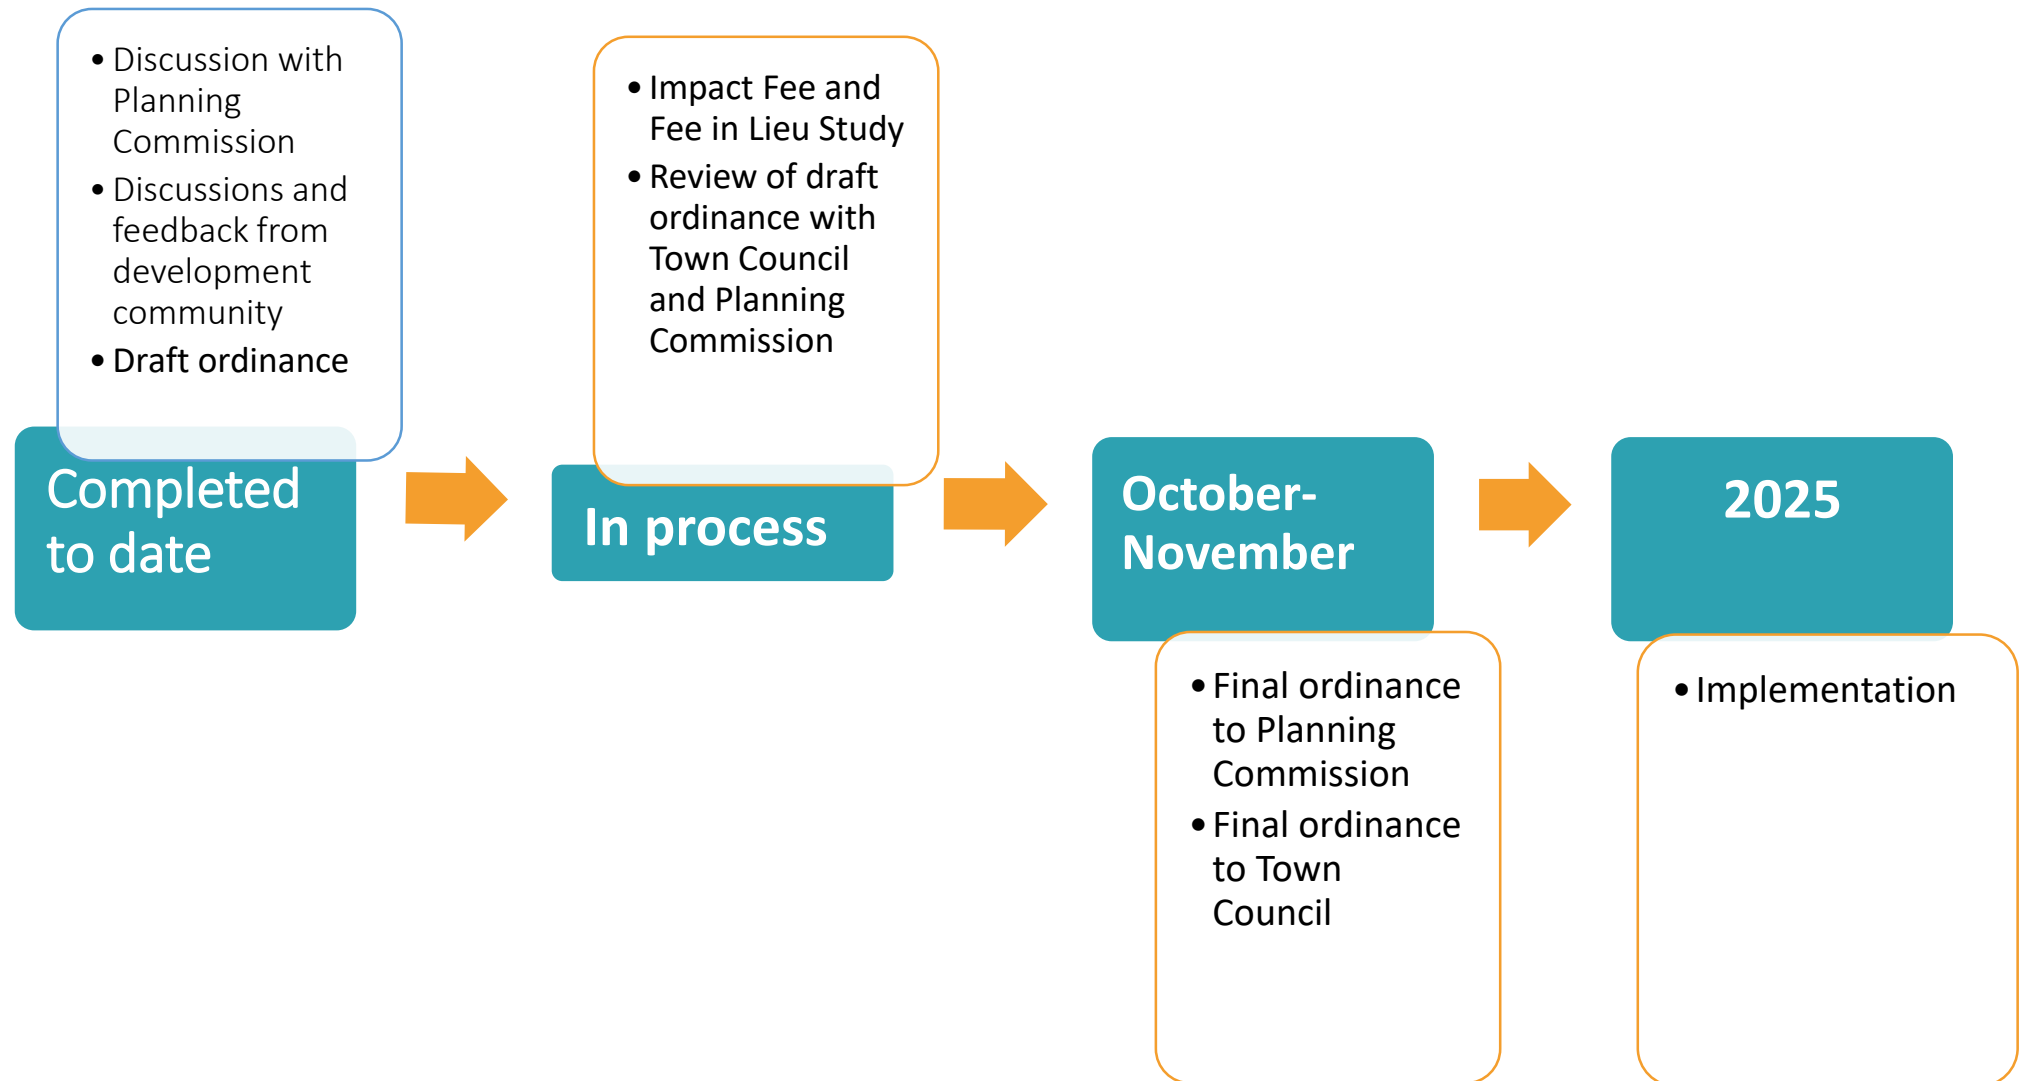 • Discussion with
Planning
Commission
• Discussions and
feedback from
development
community
• Draft ordinance
Completed
to date
• Impact Fee and
Fee in Lieu Study
• Review of draft
ordinance with
Town Council
and Planning
Commission
In process
October-
November
• Final ordinance
to Planning
Commission
• Final ordinance
to Town
Council
2025
• Implementation